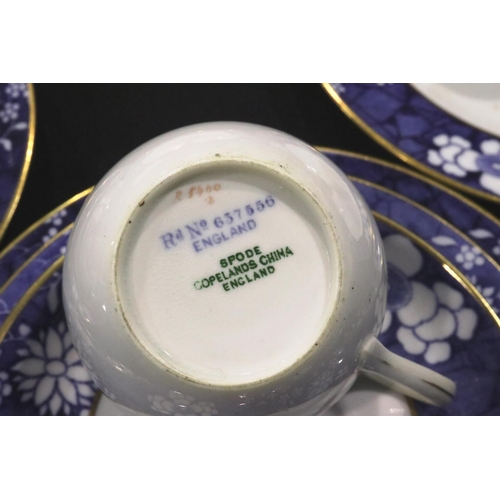 Rd No 637556
ENGLAND
SPODE
COPELANDS CHINA
ENGLAND